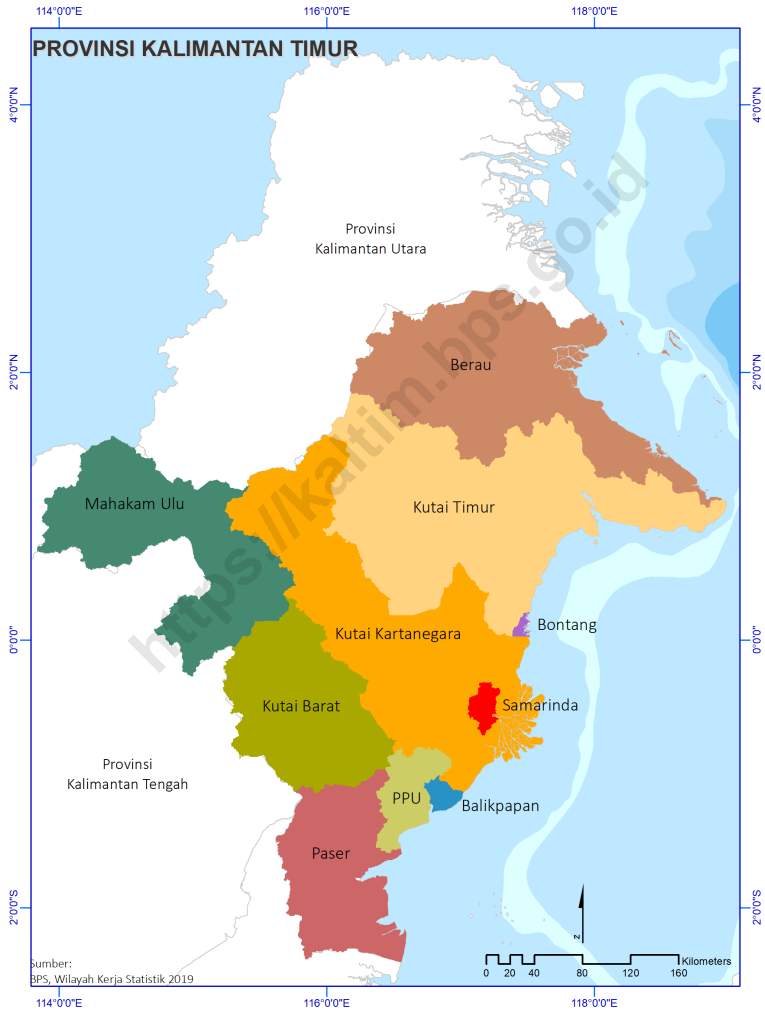 114°0'0"E 116°0'0"E 118°0'0"E
PROVINSI KALIMANTAN TIMUR
4°0'0"N 4°0'0"N
Provinsi
Kalimantan Utara
https://kaltim.bps.go.id
Berau
2°0'0"N 2°0'0"N
Mahakam Ulu
Kutai Timur
Bontang
Kutai Kartanegara
0°0'0" 0°0'0"
Kutai Barat
Samarinda
Provinsi
Kalimantan Tengah
PPU
Balikpapan
Paser
2°0'0"S 2°0'0"S
N
Sumber:
BPS, Wilayah Kerja Statistik 2019
Kilometers
0 20 40 80 120 160
114°0'0"E 116°0'0"E 118°0'0"E